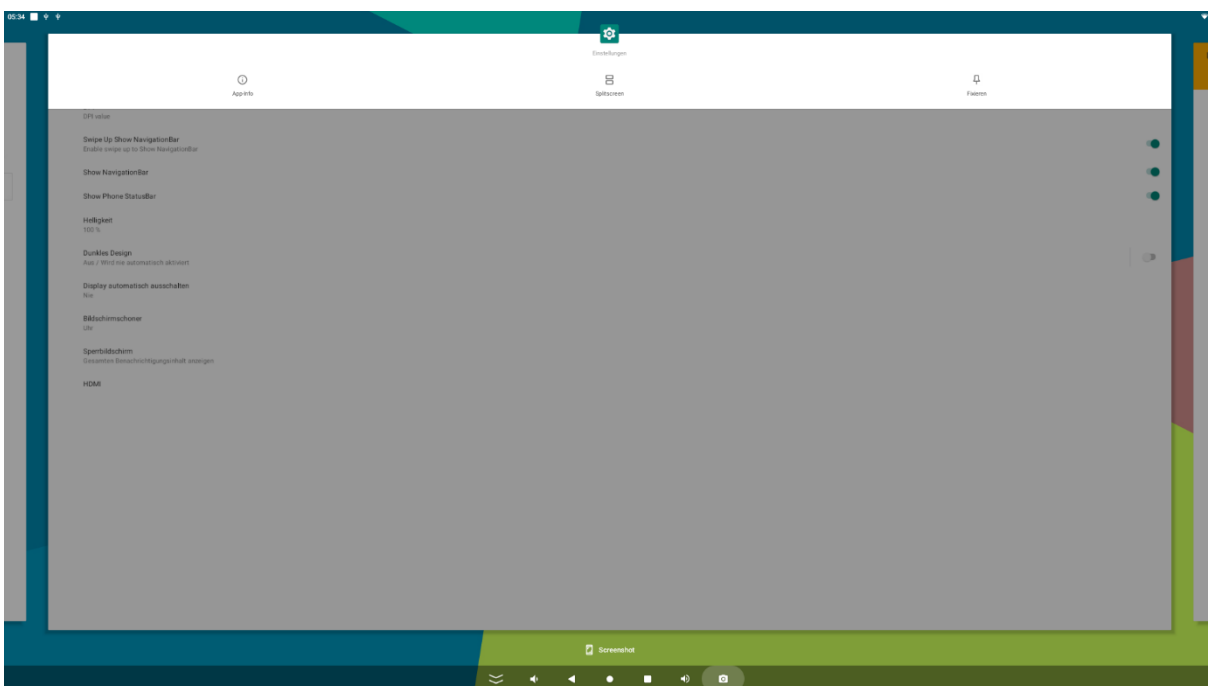 05:34
Einstellungen
App-Info
Splitscreen
Fixieren
DPI value
Swipe Up Show NavigationBar
Enable swipe up to Show NavigationBar
Show NavigationBar
Show Phone StatusBar
Helligkeit
100 %
Dunkles Design
Aus / Wird nie automatisch aktiviert
Display automatisch ausschalten
Nie
Bildschirmschoner
Uhr
Sperrbildschirm
Gesamten Benachrichtigungsinhalt anzeigen
HDMI
Screenshot